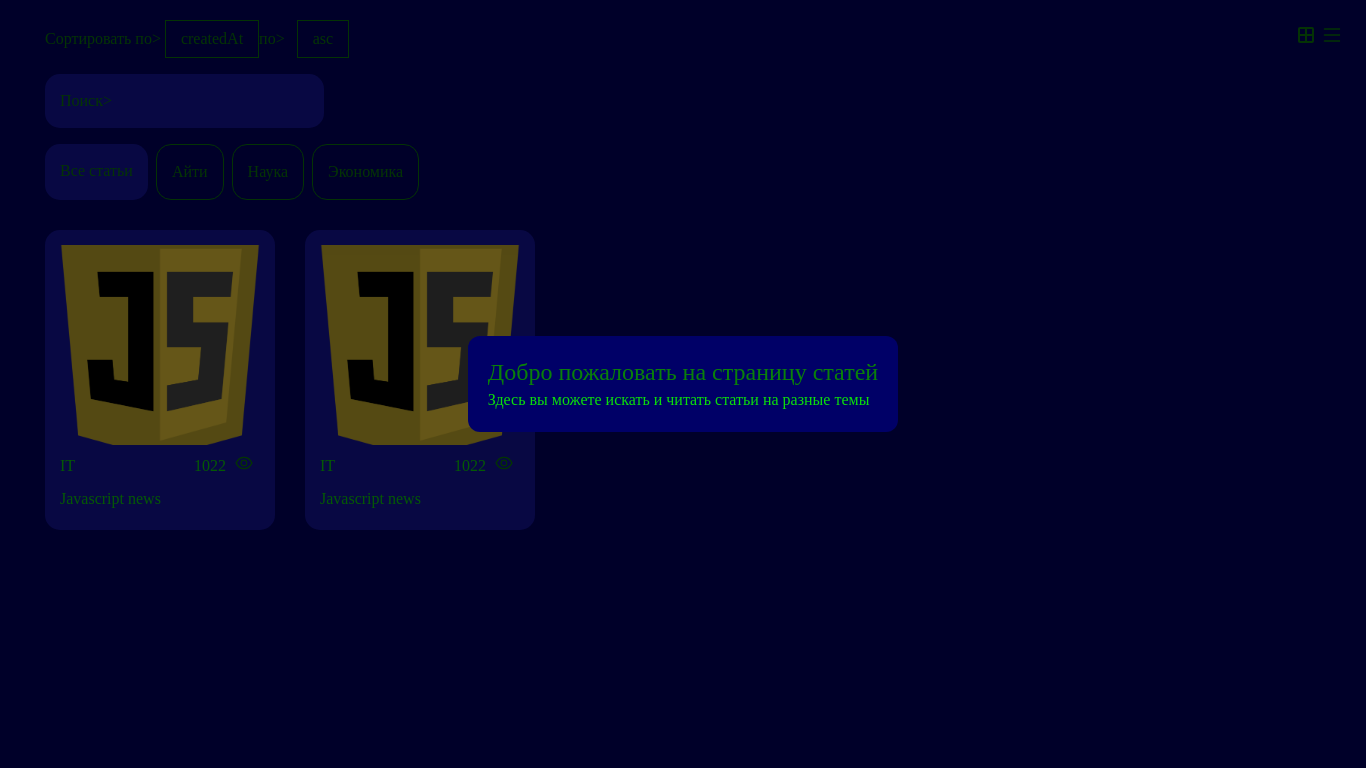 Сортировать по> createdAt по> asc
Поиск>
Все статьи Айти Наука Экономика
JS JS
Добро пожаловать на страницу статей
Здесь вы можете искать и читать статьи на разные темы
IT 1022 IT 1022
Javascript news Javascript news